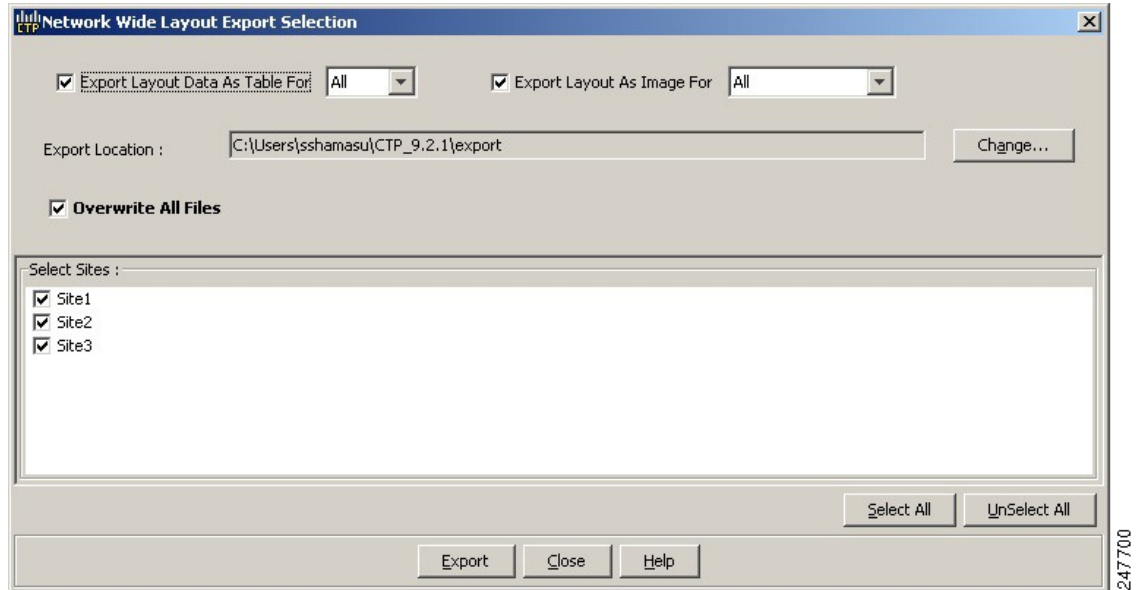 CTP Network Wide Layout Export Selection
Export Layout Data As Table For All Export Layout As Image For All
Export Location : C:\Users\sshamasu\CTP_9.2.1\export Change...
Overwrite All Files
Select Sites :
Site1
Site2
Site3
Select All UnSelect All
Export Close Help
247700